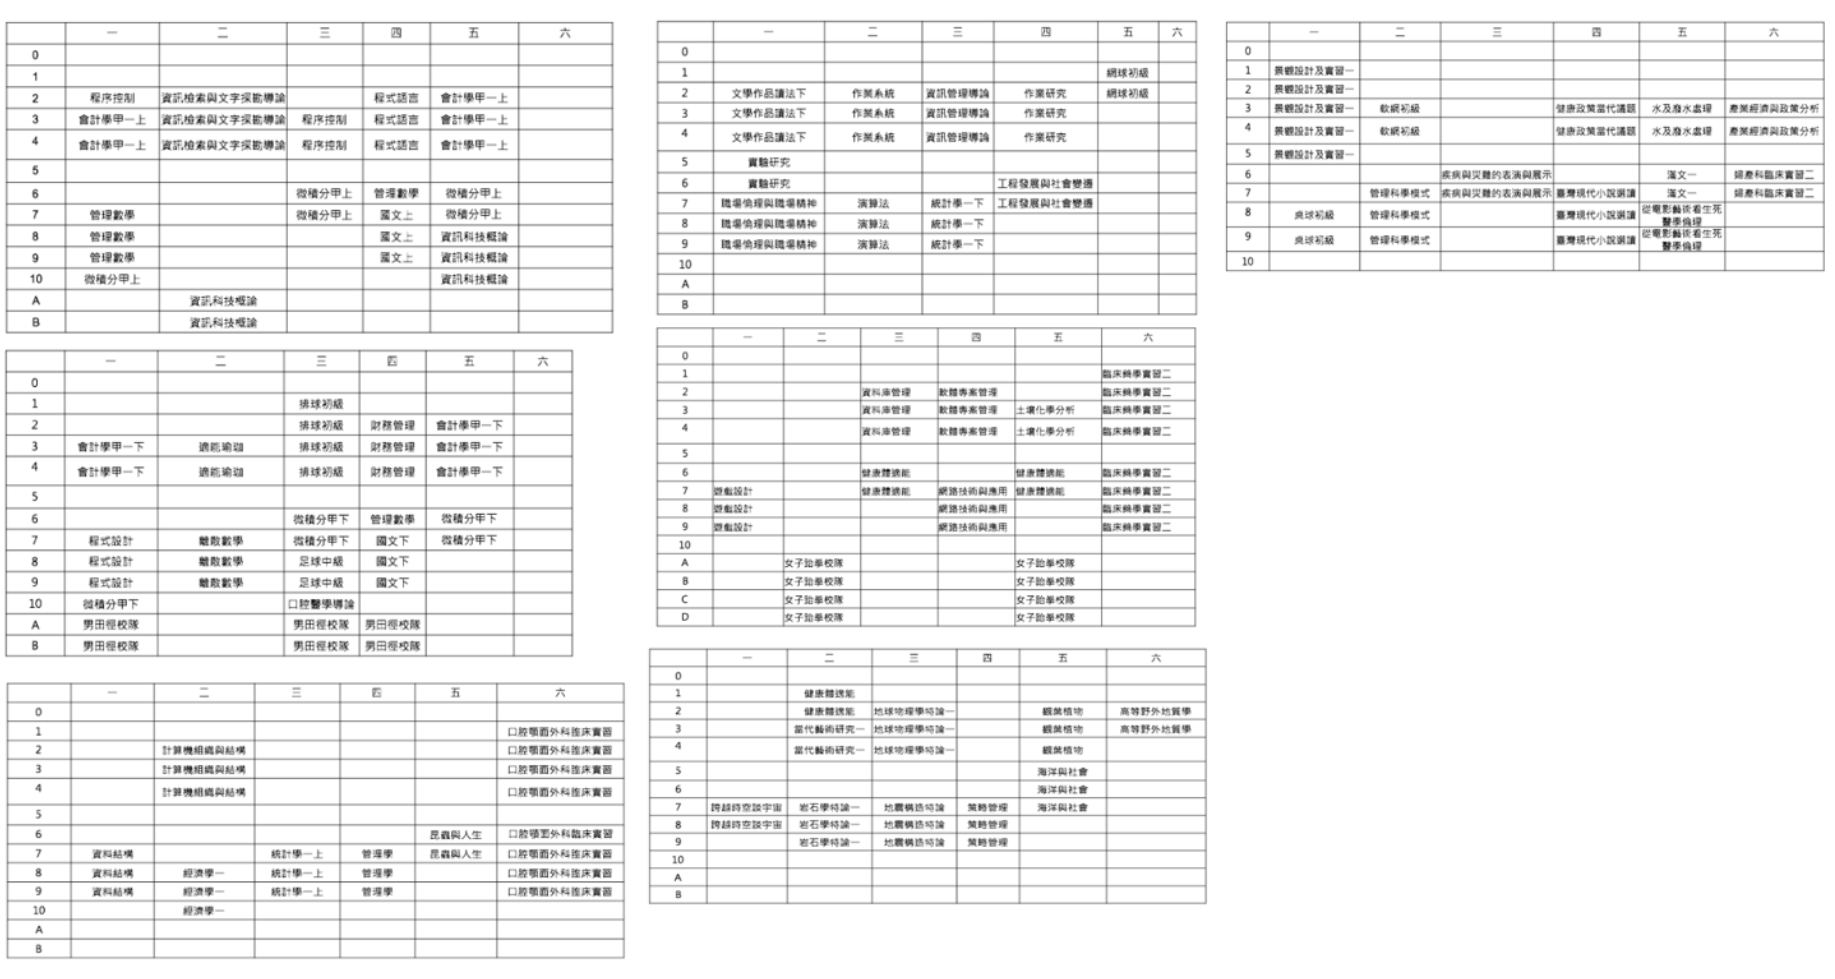 一 二 三 四 五 六
0
1
2 程序控制 資訊檢索與文字探勘導論 程式語言 會計學甲一上
3 會計學甲一上 資訊檢索與文字探勘導論 程序控制 程式語言 會計學甲一上
4 會計學甲一上 資訊檢索與文字探勘導論 程序控制 程式語言 會計學甲一上
5
6 微積分甲上 管理數學 微積分甲上
7 管理數學 微積分甲上 國文上 微積分甲上
8 管理數學 國文上 資訊科技概論
9 管理數學 國文上 資訊科技概論
10 微積分甲上 資訊科技概論
A 資訊科技概論
B 資訊科技概論
一 二 三 四 五 六
0
1 排球初級
2 排球初級 財務管理 會計學甲一下
3 會計學甲一下 適能瑜珈 排球初級 財務管理 會計學甲一下
4 會計學甲一下 適能瑜珈 排球初級 財務管理 會計學甲一下
5
6 微積分甲下 管理數學 微積分甲下
7 程式設計 離散數學 微積分甲下 國文下 微積分甲下
8 程式設計 離散數學 足球中級 國文下
9 程式設計 離散數學 足球中級 國文下
10 微積分甲下 口腔醫學導論
A 男田徑校隊 男田徑校隊 男田徑校隊
B 男田徑校隊 男田徑校隊 男田徑校隊
一 二 三 四 五 六
0
1 口腔顎面外科臨床實習
2 計算機組織與結構 口腔顎面外科臨床實習
3 計算機組織與結構 口腔顎面外科臨床實習
4 計算機組織與結構 口腔顎面外科臨床實習
5
6 昆蟲與人生 口腔顎面外科臨床實習
7 資料結構 統計學一上 管理學 昆蟲與人生 口腔顎面外科臨床實習
8 資料結構 經濟學一 統計學一上 管理學 口腔顎面外科臨床實習
9 資料結構 經濟學一 統計學一上 管理學 口腔顎面外科臨床實習
10 經濟學一
A
B
一 二 三 四 五 六
0
1 網球初級
2 文學作品讀法下 作業系統 資訊管理導論 作業研究 網球初級
3 文學作品讀法下 作業系統 資訊管理導論 作業研究
4 文學作品讀法下 作業系統 資訊管理導論 作業研究
5 實驗研究
6 實驗研究 工程發展與社會變遷
7 職場倫理與職場精神 演算法 統計學一下 工程發展與社會變遷
8 職場倫理與職場精神 演算法 統計學一下
9 職場倫理與職場精神 演算法 統計學一下
10
A
B
一 二 三 四 五 六
0
1 臨床藥學實習二
2 資料庫管理 軟體專案管理 臨床藥學實習二
3 資料庫管理 軟體專案管理 土壤化學分析 臨床藥學實習二
4 資料庫管理 軟體專案管理 土壤化學分析 臨床藥學實習二
5
6 健康體適能 健康體適能 臨床藥學實習二
7 遊戲設計 健康體適能 網路技術與應用 健康體適能 臨床藥學實習二
8 遊戲設計 網路技術與應用 臨床藥學實習二
9 遊戲設計 網路技術與應用 臨床藥學實習二
10
A 女子跆拳校隊 女子跆拳校隊
B 女子跆拳校隊 女子跆拳校隊
C 女子跆拳校隊 女子跆拳校隊
D 女子跆拳校隊 女子跆拳校隊
一 二 三 四 五 六
0
1 健康體適能
2 健康體適能 地球物理學特論一 觀葉植物 高等野外地質學
3 當代藝術研究一 地球物理學特論一 觀葉植物 高等野外地質學
4 當代藝術研究一 地球物理學特論一 觀葉植物
5 海洋與社會
6 海洋與社會
7 跨越時空談宇宙 岩石學特論一 地震構造特論 策略管理 海洋與社會
8 跨越時空談宇宙 岩石學特論一 地震構造特論 策略管理
9 岩石學特論一 地震構造特論 策略管理
10
A
B
一 二 三 四 五 六
0
1 景觀設計及實習一
2 景觀設計及實習一
3 景觀設計及實習一 軟網初級 健康政策當代議題 水及廢水處理 產業經濟與政策分析
4 景觀設計及實習一 軟網初級 健康政策當代議題 水及廢水處理 產業經濟與政策分析
5 景觀設計及實習一
6 疾病與災難的表演與展示 滿文一 婦產科臨床實習二
7 管理科學模式 疾病與災難的表演與展示 臺灣現代小說選讀 滿文一 婦產科臨床實習二
8 桌球初級 管理科學模式 臺灣現代小說選讀 從電影藝術看生死醫學倫理
9 桌球初級 管理科學模式 臺灣現代小說選讀 從電影藝術看生死醫學倫理
10